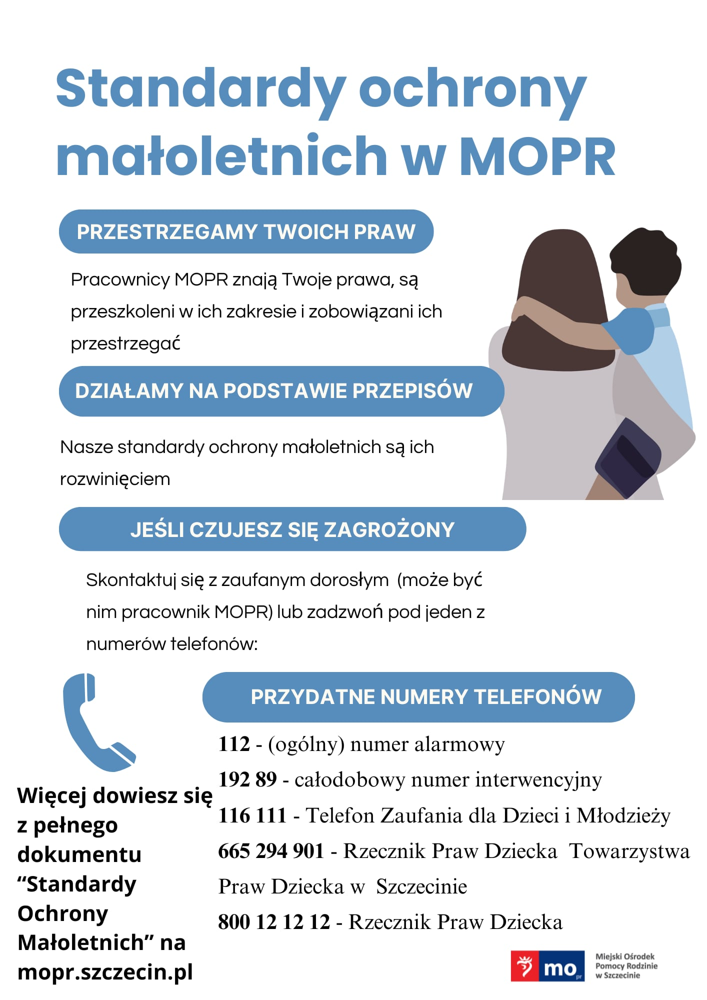 Standardy ochrony
małoletnich w MOPR
PRZESTRZEGAMY TWOICH PRAW
Pracownicy MOPR znają Twoje prawa, są
przeszkoleni w ich zakresie i zobowiązani ich
przestrzegać
DZIAŁAMY NA PODSTAWIE PRZEPISÓW
Nasze standardy ochrony małoletnich są ich
rozwinięciem
JEŚLI CZUJESZ SIĘ ZAGROŻONY
Skontaktuj się z zaufanym dorosłym (może być
nim pracownik MOPR) lub zadzwoń pod jeden z
numerów telefonów:
PRZYDATNE NUMERY TELEFONÓW
112 - (ogólny) numer alarmowy
192 89 - całodobowy numer interwencyjny
116 111 - Telefon Zaufania dla Dzieci i Młodzieży
665 294 901 - Rzecznik Praw Dziecka Towarzystwa
Praw Dziecka w Szczecinie
800 12 12 12 - Rzecznik Praw Dziecka
Więcej dowiesz się
z pełnego
dokumentu
“Standardy
Ochrony
Małoletnich” na
mopr.szczecin.pl
mo pr
Miejski Ośrodek
Pomocy Rodzinie
w Szczecinie